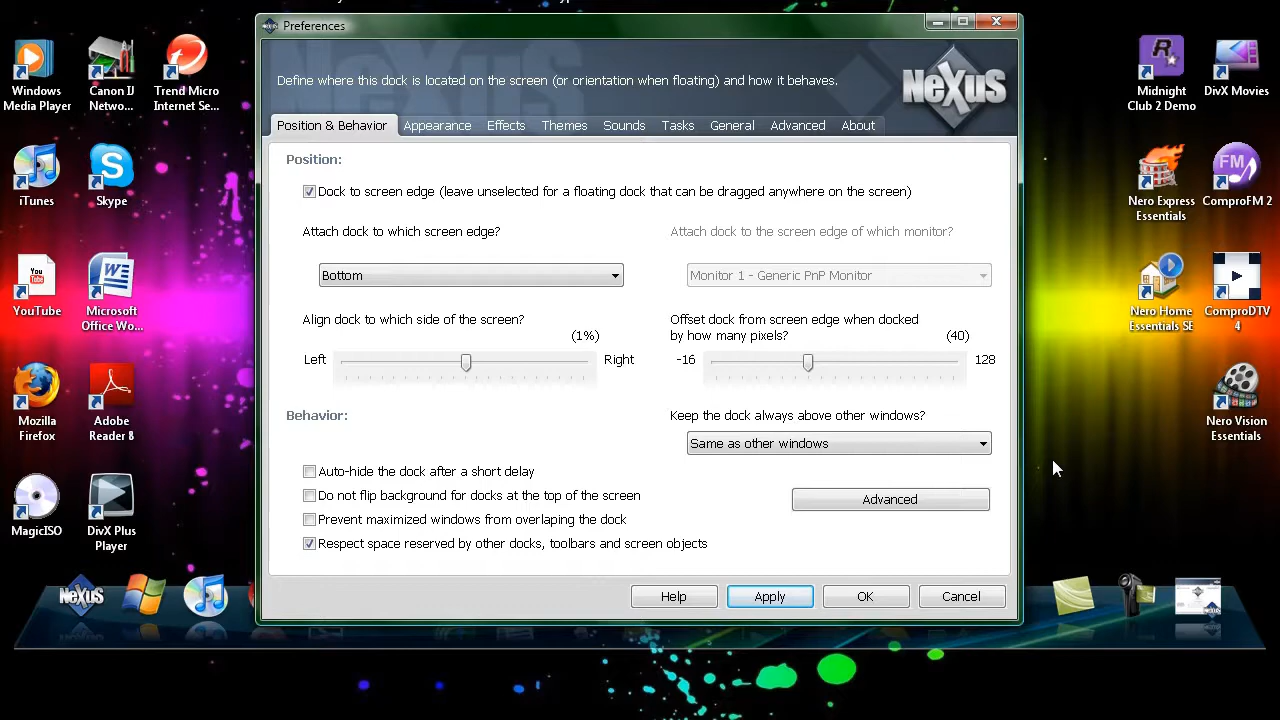 Preferences
Define where this dock is located on the screen (or orientation when floating) and how it behaves.
NeXuS
Position & Behavior
Appearance
Effects
Themes
Sounds
Tasks
General
Advanced
About
Position:
Dock to screen edge (leave unselected for a floating dock that can be dragged anywhere on the screen)
Attach dock to which screen edge?
Attach dock to the screen edge of which monitor?
Bottom
Monitor 1 - Generic PnP Monitor
Align dock to which side of the screen?
(1%)
Left
Right
Offset dock from screen edge when docked
by how many pixels?
(40)
-16
128
Behavior:
Keep the dock always above other windows?
Same as other windows
Auto-hide the dock after a short delay
Do not flip background for docks at the top of the screen
Prevent maximized windows from overlaping the dock
Respect space reserved by other docks, toolbars and screen objects
Advanced
Help
Apply
OK
Cancel
Windows
Media Player
Canon IJ
Netwo...
Trend Micro
Internet Se...
iTunes
Skype
You
Tube
YouTube
Microsoft
Office Wo...
Mozilla
Firefox
Adobe
Reader 8
MagicISO
DivX Plus
Player
Midnight
Club 2 Demo
DivX Movies
Nero Express
Essentials
FM
ComproFM 2
Nero Home
Essentials SE
ComproDTV
4
Nero Vision
Essentials
NeXuS